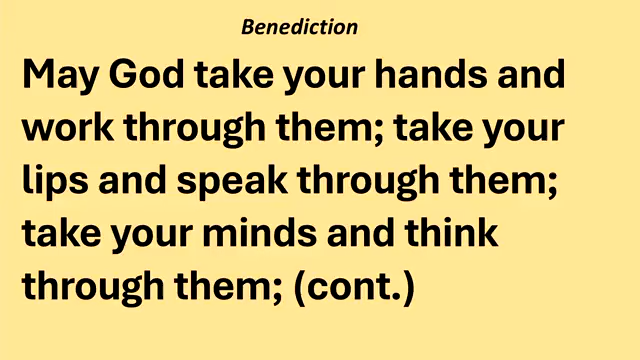 Benediction
May God take your hands and
work through them; take your
lips and speak through them;
take your minds and think
through them; (cont.)